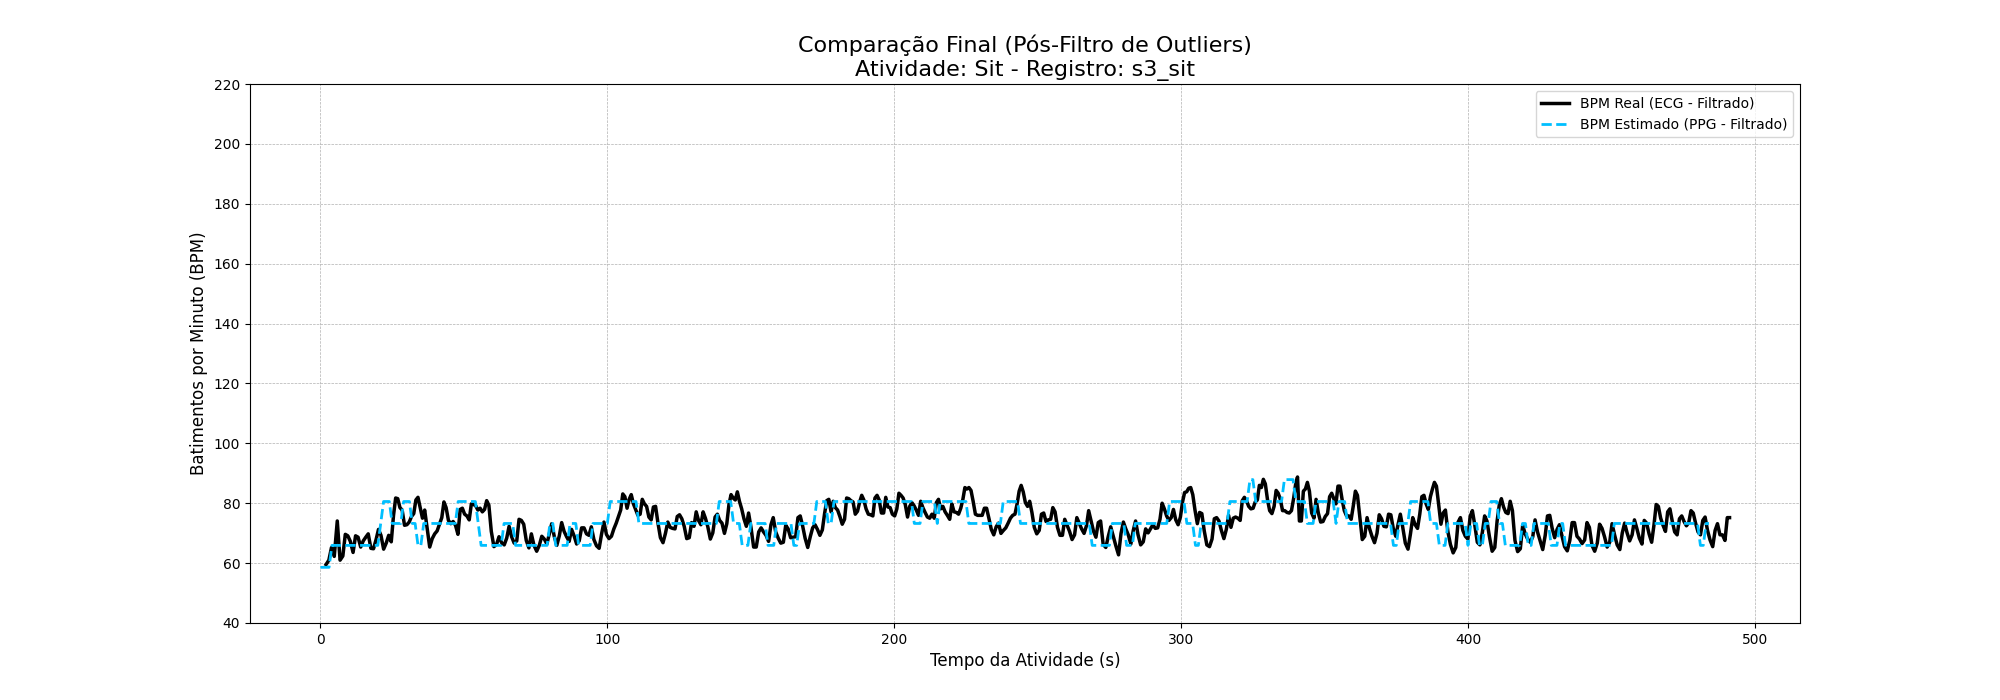 Comparação Final (Pós-Filtro de Outliers)
Atividade: Sit - Registro: s3_sit
BPM Real (ECG - Filtrado)
BPM Estimado (PPG - Filtrado)
Batimentos por Minuto (BPM)
220
200
180
160
140
120
100
80
60
40
0
100
200
300
400
500
Tempo da Atividade (s)